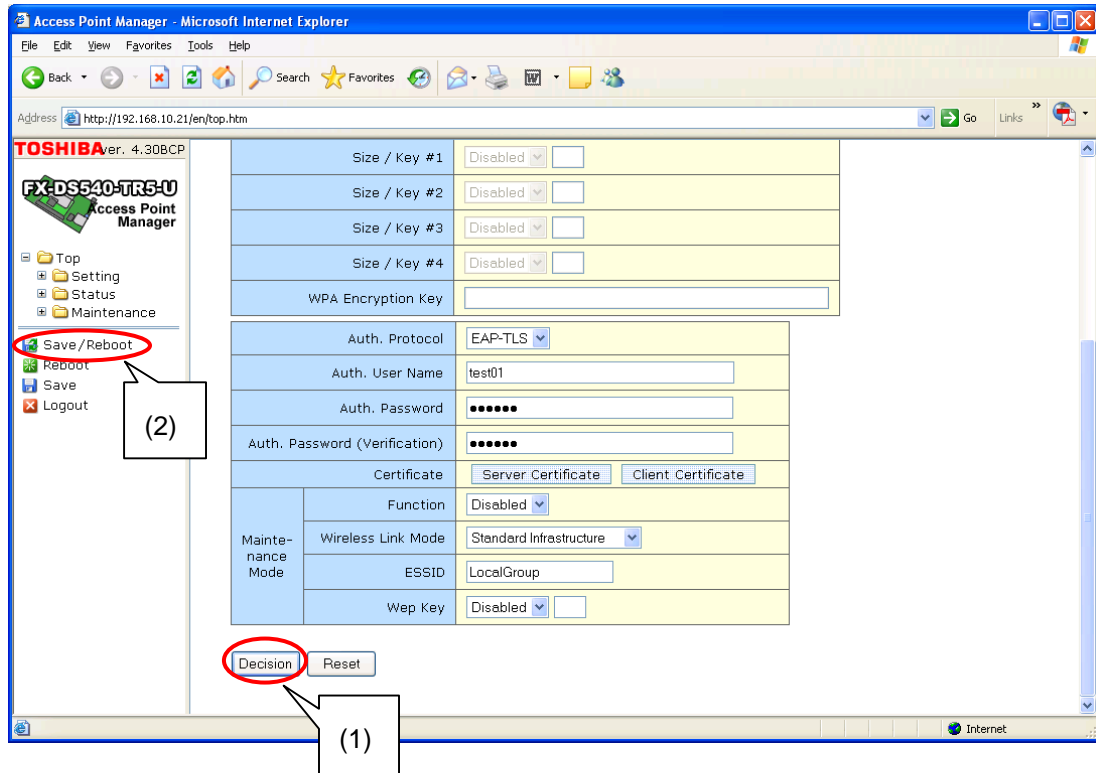 Access Point Manager - Microsoft Internet Explorer
File Edit View Favorites Tools Help
Back Search Favorites
Address http://192.168.10.21/en/top.htm Go Links »
TOSHIBA ver. 4.30BCP
FX-DS540-TR5-U
Access Point
Manager
Top
Setting
Status
Maintenance
Save/Reboot
Reboot
Save
Logout
(2)
Size / Key #1 Disabled
Size / Key #2 Disabled
Size / Key #3 Disabled
Size / Key #4 Disabled
WPA Encryption Key
Auth. Protocol EAP-TLS
Auth. User Name test01
Auth. Password ●●●●●●
Auth. Password (Verification) ●●●●●●
Certificate Server Certificate Client Certificate
Mainte-
nance
Mode
Function Disabled
Wireless Link Mode Standard Infrastructure
ESSID LocalGroup
Wep Key Disabled
Decision Reset
(1)
Internet